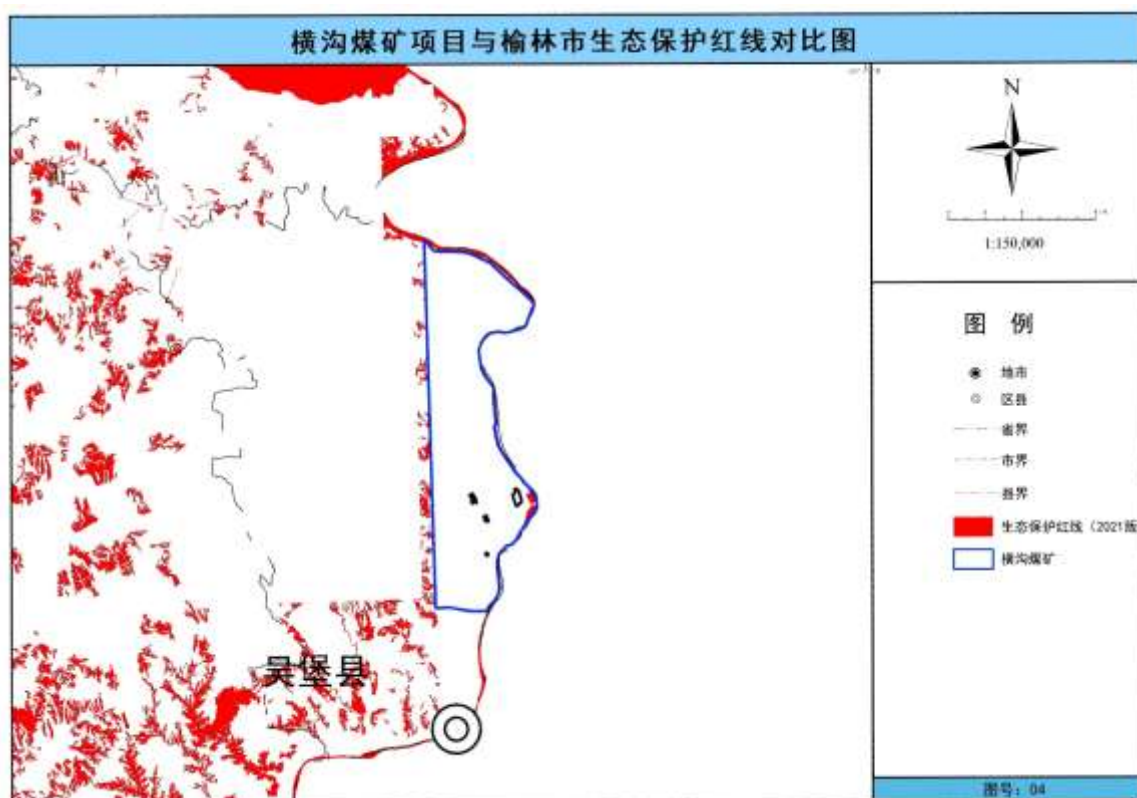 横沟煤矿项目与榆林市生态保护红线对比图
N
1:150,000
图 例
地市
区县
省界
市界
县界
生态保护红线（2021版
横沟煤矿
吴堡县
图号：04